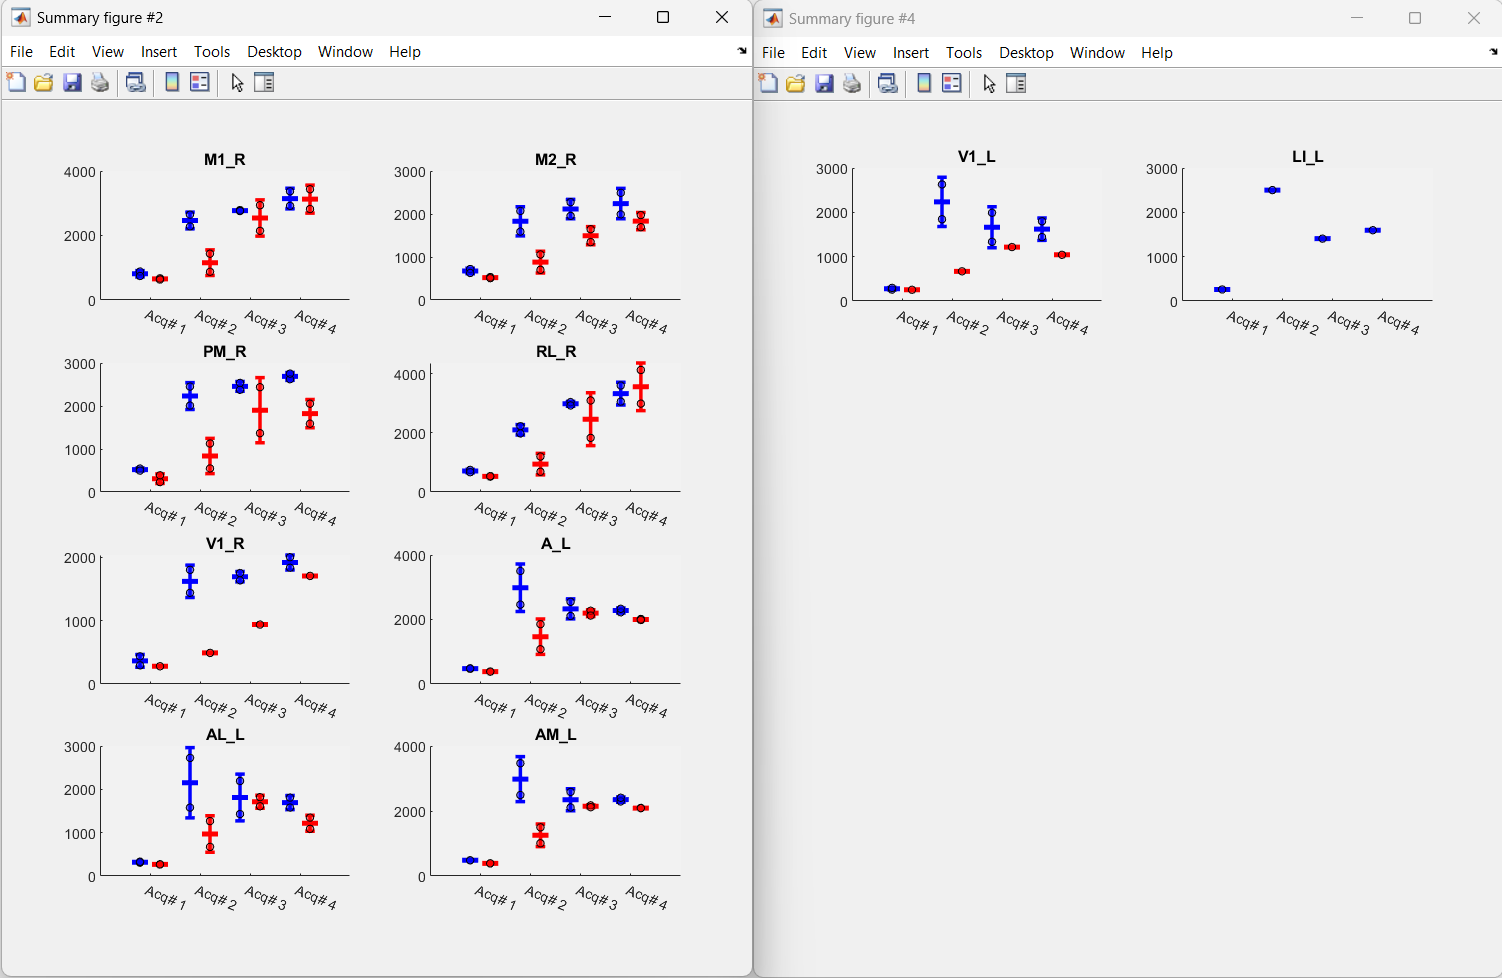 Summary figure #2
File Edit View Insert Tools Desktop Window Help
M1_R
4000
2000
0
Acq# 1 Acq# 2 Acq# 3 Acq# 4
M2_R
3000
2000
1000
0
Acq# 1 Acq# 2 Acq# 3 Acq# 4
PM_R
3000
2000
1000
0
Acq# 1 Acq# 2 Acq# 3 Acq# 4
RL_R
4000
2000
0
Acq# 1 Acq# 2 Acq# 3 Acq# 4
V1_R
2000
1000
0
Acq# 1 Acq# 2 Acq# 3 Acq# 4
A_L
4000
2000
0
Acq# 1 Acq# 2 Acq# 3 Acq# 4
AL_L
3000
2000
1000
0
Acq# 1 Acq# 2 Acq# 3 Acq# 4
AM_L
4000
2000
0
Acq# 1 Acq# 2 Acq# 3 Acq# 4
Summary figure #4
File Edit View Insert Tools Desktop Window Help
V1_L
3000
2000
1000
0
Acq# 1 Acq# 2 Acq# 3 Acq# 4
LI_L
3000
2000
1000
0
Acq# 1 Acq# 2 Acq# 3 Acq# 4